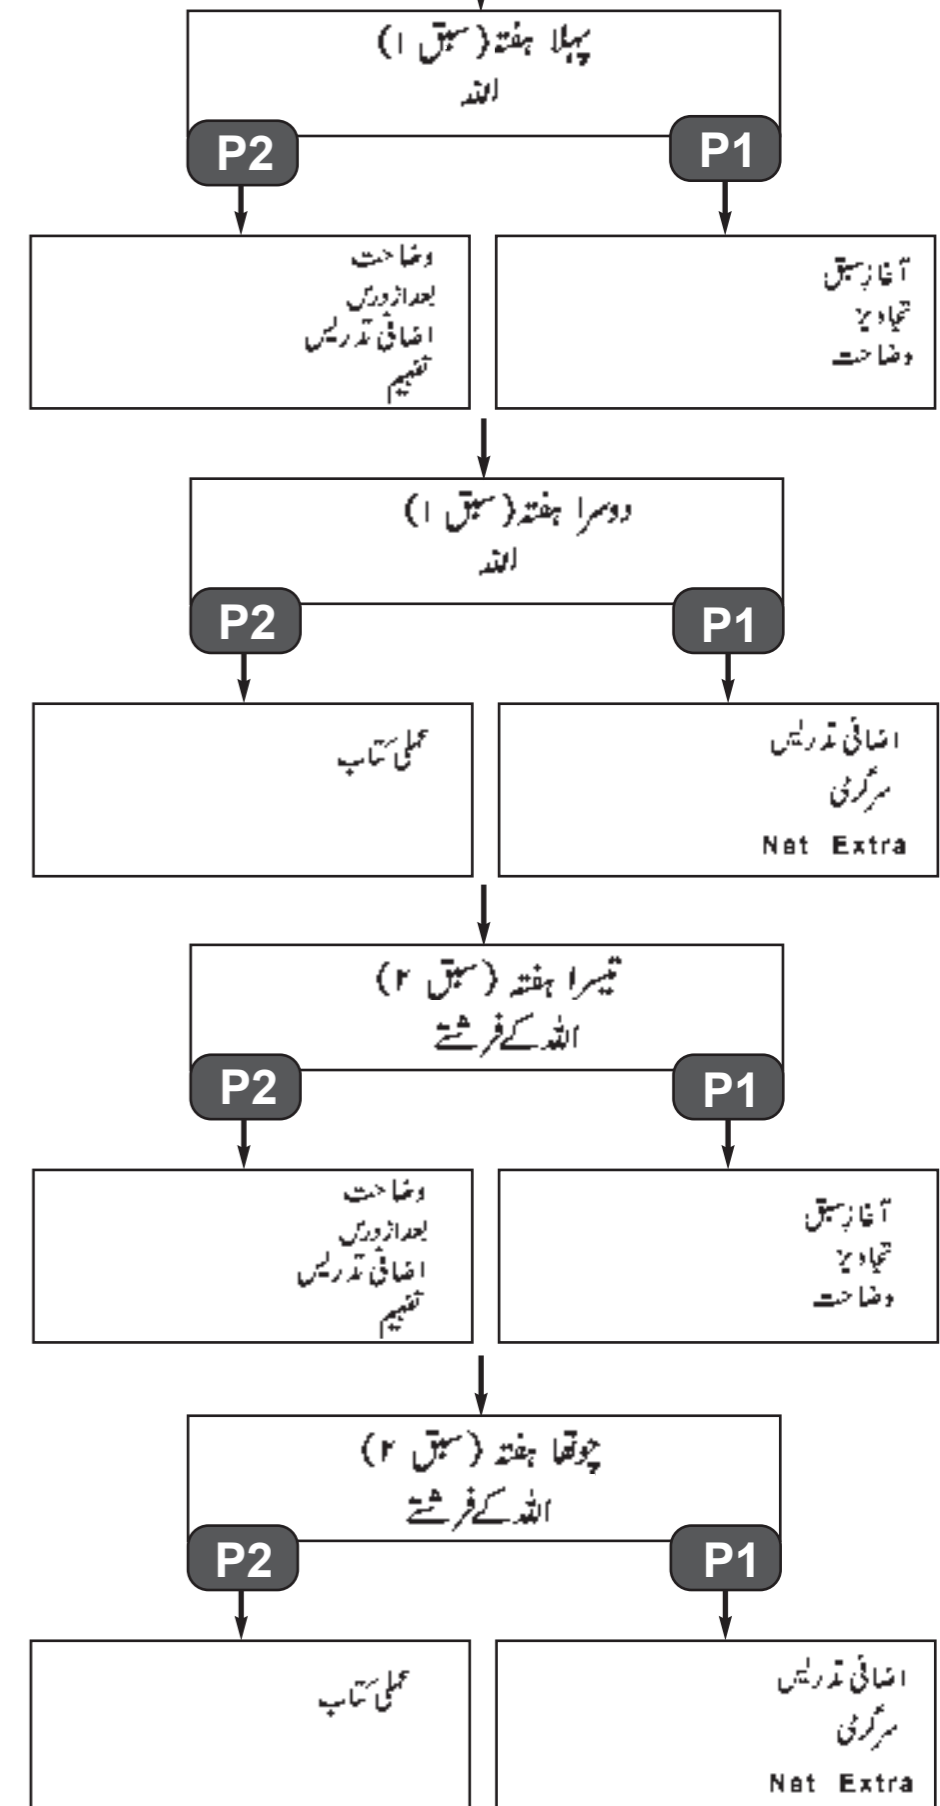 پہلا ہفتہ (سبق ۱)
اللہ
P1
P2
آغازِ سبق
تجاویز
وضاحت
وضاحت
بعد از درس
اضافی تدریس
تفہیم
دوسرا ہفتہ (سبق ۱)
اللہ
P1
P2
اضافی تدریس
سرگرمی
Net Extra
عملی کتاب
تیسرا ہفتہ (سبق ۲)
اللہ کے فرشتے
P1
P2
آغازِ سبق
تجاویز
وضاحت
وضاحت
بعد از درس
اضافی تدریس
تفہیم
چوتھا ہفتہ (سبق ۲)
اللہ کے فرشتے
P1
P2
اضافی تدریس
سرگرمی
Net Extra
عملی کتاب